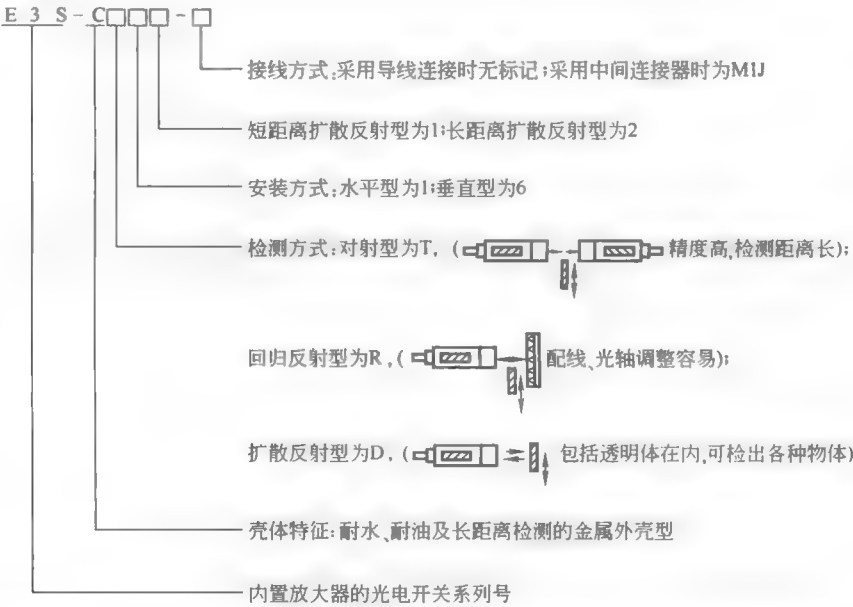 E3S-C□□□-□
接线方式:采用导线连接时无标记;采用中间连接器时为M1J
短距离扩散反射型为1;长距离扩散反射型为2
安装方式:水平型为1;垂直型为6
检测方式:对射型为T,( 精度高,检测距离长);
回归反射型为R,( 配线、光轴调整容易);
扩散反射型为D,( 包括透明体在内,可检出各种物体)
壳体特征:耐水、耐油及长距离检测的金属外壳型
内置放大器的光电开关系列号